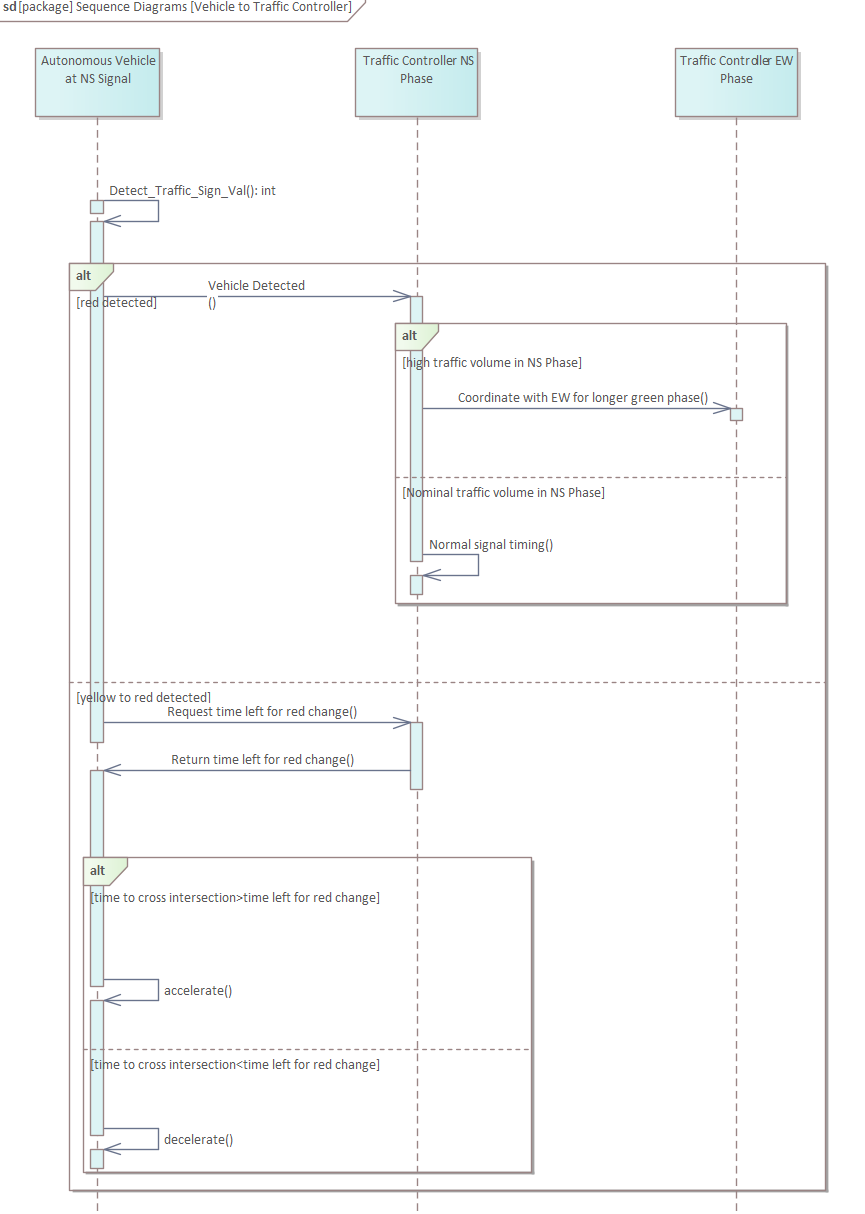 sd [package] Sequence Diagrams [Vehicle to Traffic Controller]
Autonomous Vehicle
at NS Signal
Traffic Controller NS
Phase
Traffic Controller EW
Phase
Detect_Traffic_Sign_Val(): int
alt
Vehicle Detected
()
[red detected]
alt
[high traffic volume in NS Phase]
Coordinate with EW for longer green phase()
[Nominal traffic volume in NS Phase]
Normal signal timing()
[yellow to red detected]
Request time left for red change()
Return time left for red change()
alt
[time to cross intersection>time left for red change]
accelerate()
[time to cross intersection<time left for red change]
decelerate()